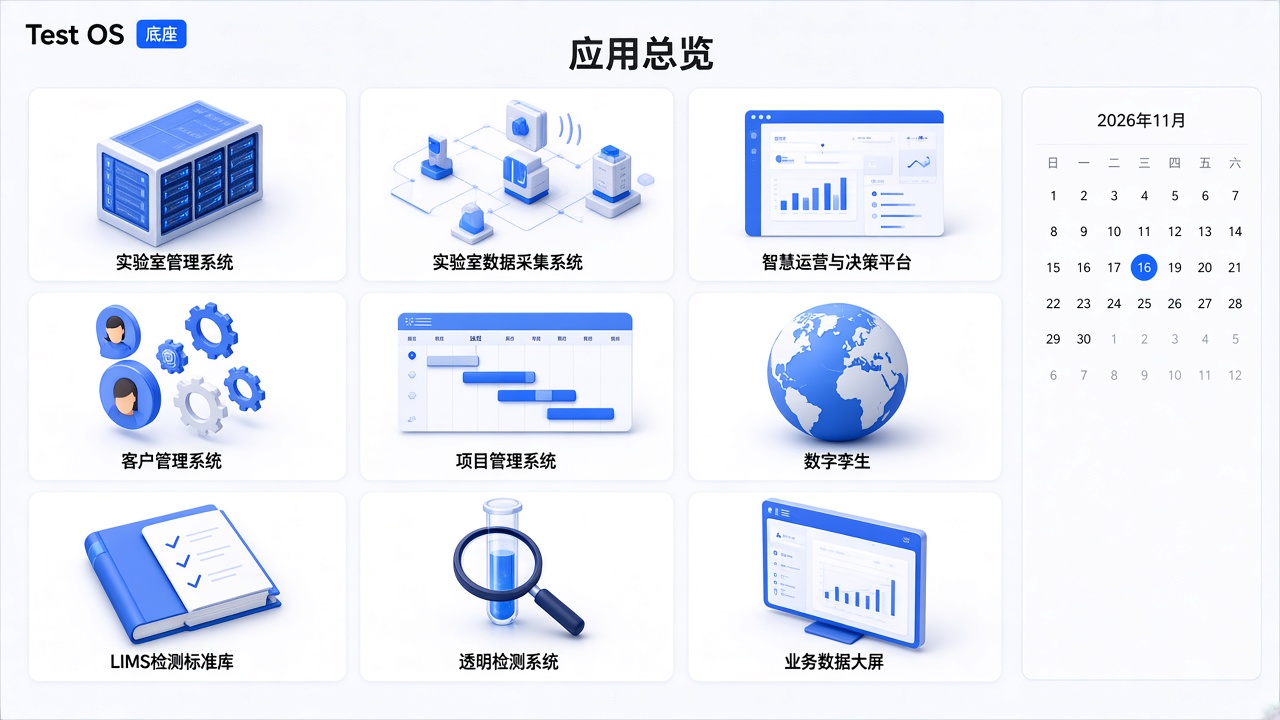 Test OS 底座
应用总览
实验室管理系统
实验室数据采集系统
智慧运营与决策平台
客户管理系统
项目管理系统
数字孪生
LIMS检测标准库
透明检测系统
业务数据大屏
2026年11月
日 一 二 三 四 五 六
1 2 3 4 5 6 7
8 9 10 11 12 13 14
15 16 17 16 19 20 21
22 23 24 25 26 27 28
29 30 1 2 3 4 5
6 7 8 9 10 11 12